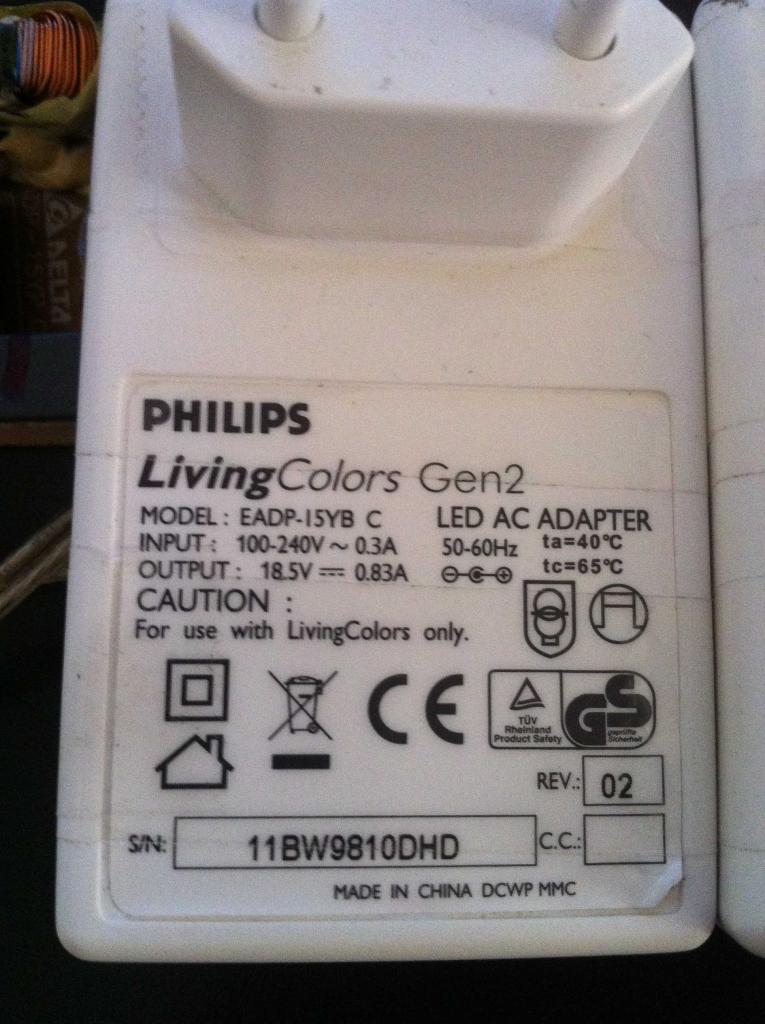 DELTA
PHILIPS
LivingColors Gen2
MODEL : EADP-15YB C LED AC ADAPTER
INPUT : 100-240V ~ 0.3A 50-60Hz ta=40°C
OUTPUT : 18.5V ⎓ 0.83A tc=65°C
CAUTION :
For use with LivingColors only.
CE
TÜV
Rheinland
Product Safety
GS
geprüfte
Sicherheit
REV.: 02
S/N: 11BW9810DHD C.C.:
MADE IN CHINA DCWP MMC